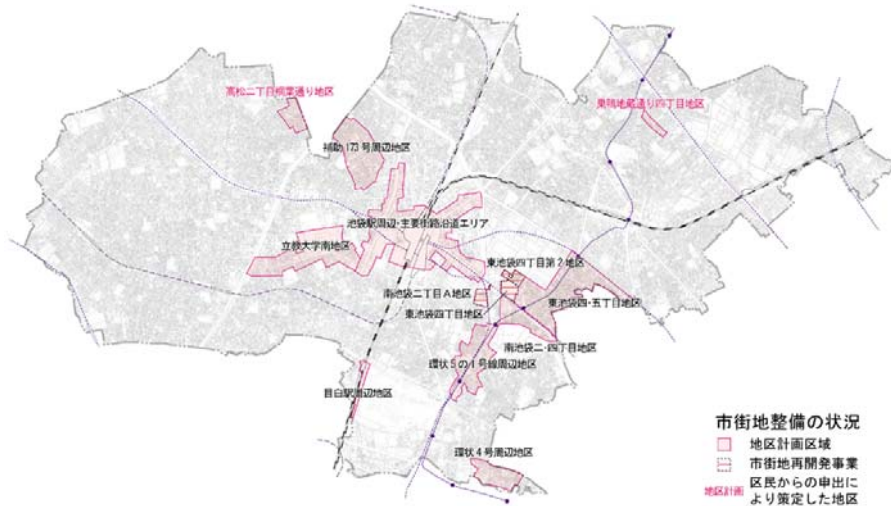 高松二丁目欅葉通り地区
巣鴨地蔵通り四丁目地区
補助173号周辺地区
池袋駅周辺・主要街路沿道エリア
立教大学南地区
東池袋四丁目第2地区
南池袋二丁目A地区
東池袋四丁目地区
東池袋四・五丁目地区
南池袋二・四丁目地区
環状5の1号線周辺地区
目白駅周辺地区
環状4号周辺地区
市街地整備の状況
地区計画区域
市街地再開発事業
地区計画 区民からの申出に
より策定した地区